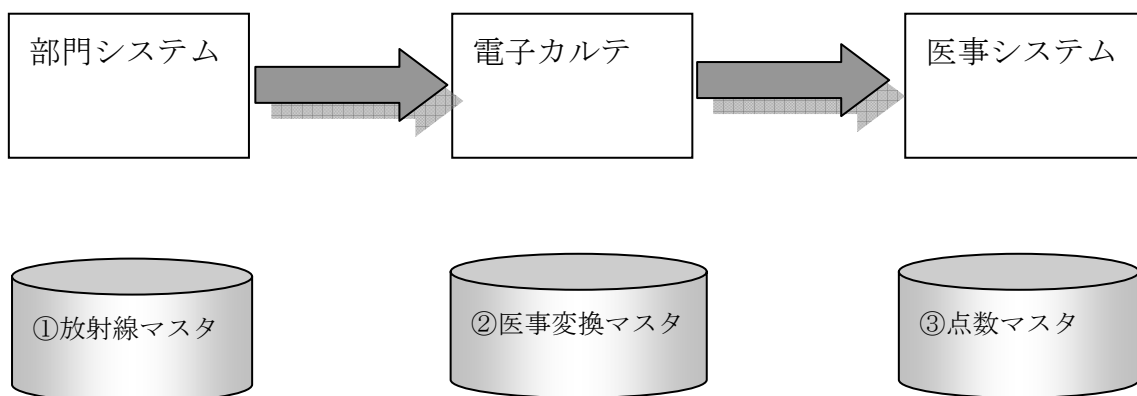 部門システム
電子カルテ
医事システム
①放射線マスタ
②医事変換マスタ
③点数マスタ